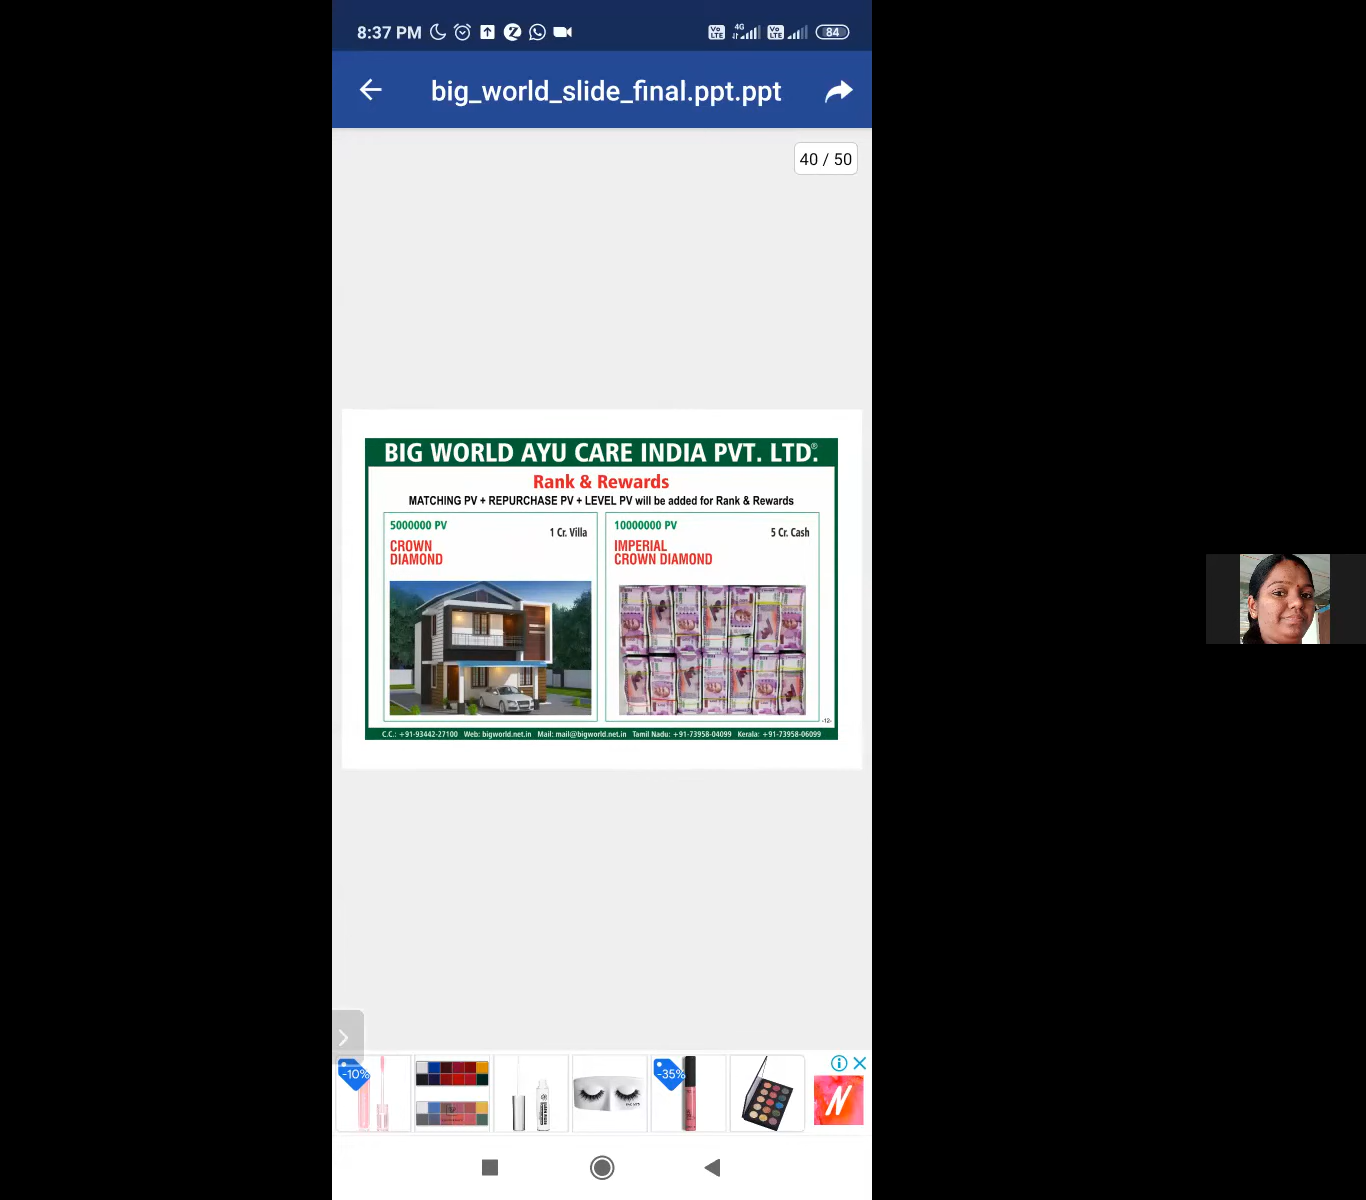 8:37 PM
4G
84
big_world_slide_final.ppt.ppt
40 / 50
BIG WORLD AYU CARE INDIA PVT. LTD.®
Rank & Rewards
MATCHING PV + REPURCHASE PV + LEVEL PV will be added for Rank & Rewards
5000000 PV
1 Cr. Villa
CROWN
DIAMOND
10000000 PV
5 Cr. Cash
IMPERIAL
CROWN DIAMOND
-12-
C.C.: +91-93442-27100 Web: bigworld.net.in Mail: mail@bigworld.net.in Tamil Nadu: +91-73958-04099 Kerala: +91-73958-06099
-10%
-35%
N